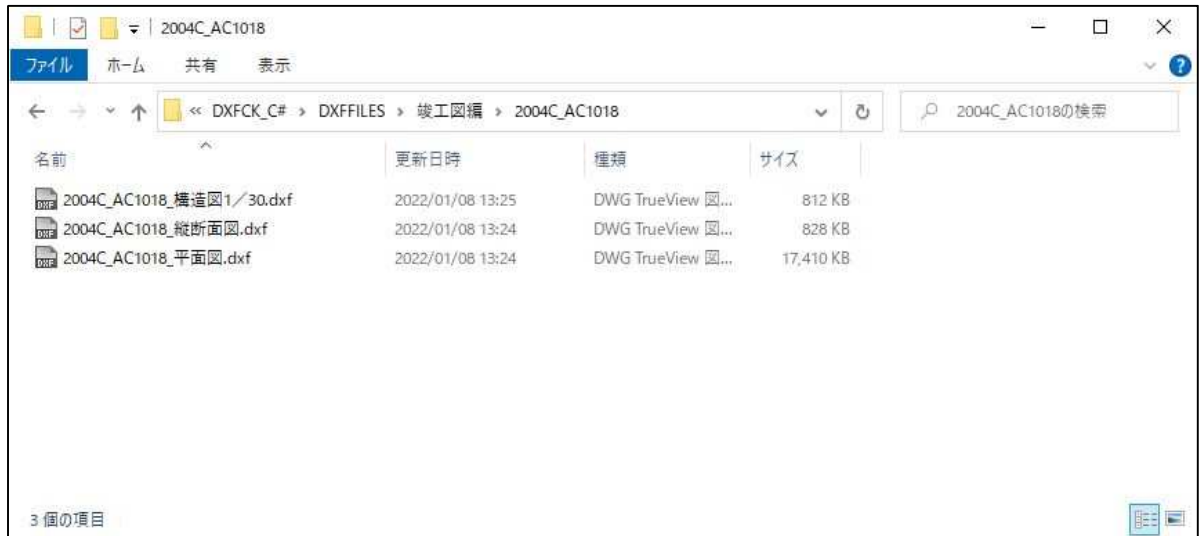 2004C_AC1018
ファイル ホーム 共有 表示
« DXFCK_C# › DXFFILES › 竣工図編 › 2004C_AC1018 2004C_AC1018の検索
名前 更新日時 種類 サイズ
2004C_AC1018_構造図1／30.dxf 2022/01/08 13:25 DWG TrueView 図... 812 KB
2004C_AC1018_縦断面図.dxf 2022/01/08 13:24 DWG TrueView 図... 828 KB
2004C_AC1018_平面図.dxf 2022/01/08 13:24 DWG TrueView 図... 17,410 KB
3 個の項目